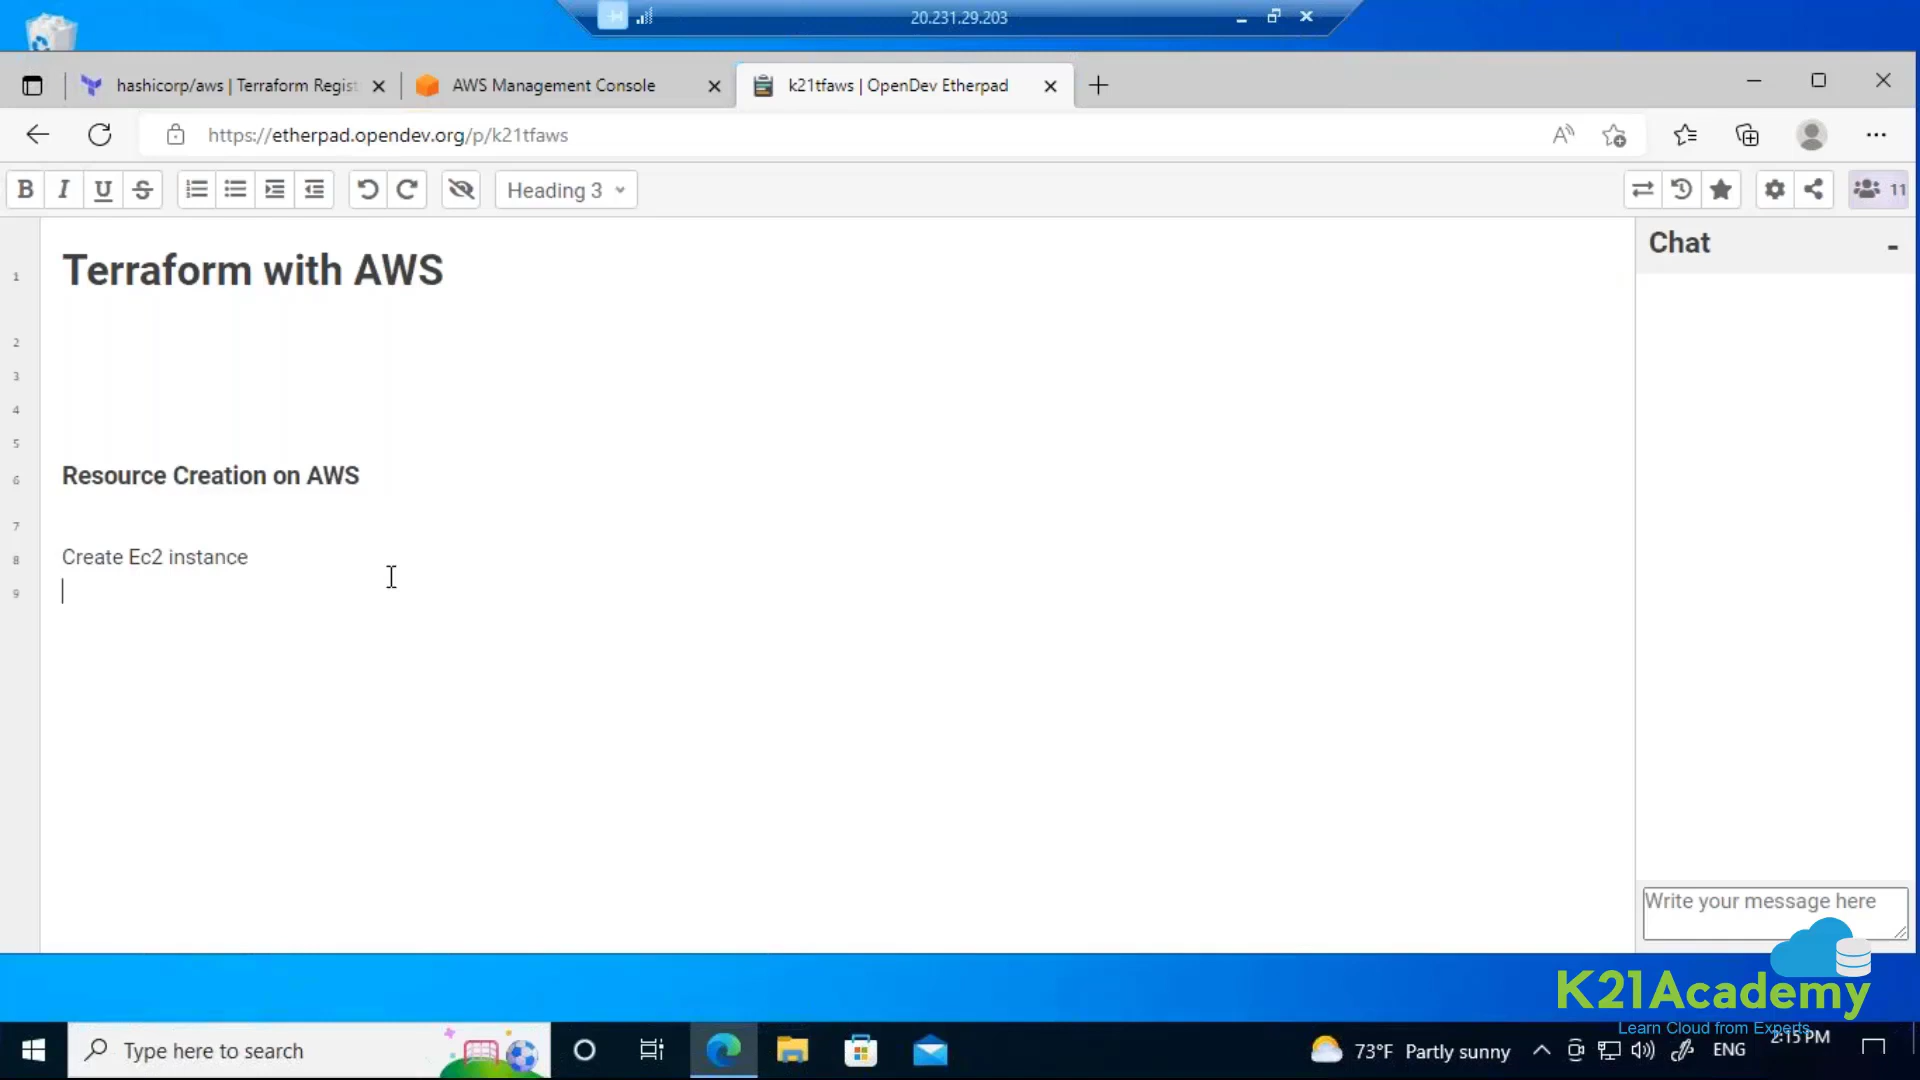 20.231.29.203
hashicorp/aws | Terraform Regist
AWS Management Console
k21tfaws | OpenDev Etherpad
https://etherpad.opendev.org/p/k21tfaws
B I U S
Heading 3
11
1 Terraform with AWS
2
3
4
5
6 Resource Creation on AWS
7
8 Create Ec2 instance
9
Chat
Write your message here
K21Academy
Learn Cloud from Experts
Type here to search
73°F Partly sunny
ENG
2:15 PM